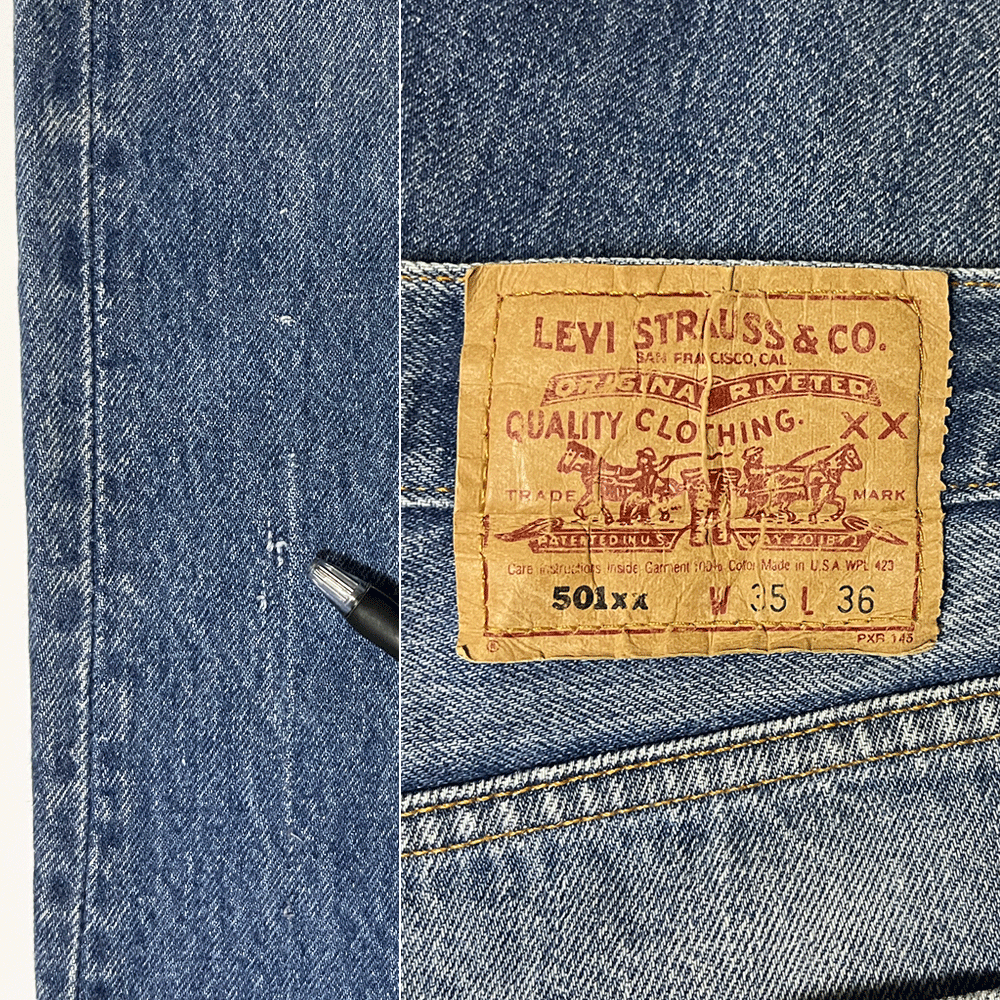 LEVI STRAUSS & CO.
SAN FRANCISCO, CAL
ORIGINAL RIVETED
QUALITY CLOTHING. XX
TRADE MARK
PATENTED IN U.S. MAY 20 1873
Care Instructions Inside Garment 100% Cotton Made in U.S.A. WPL 423
501xx W 35 L 36
® PXR 143